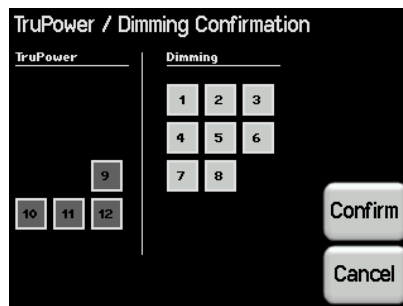 TruPower / Dimming Confirmation
TruPower Dimming
1 2 3
4 5 6
9 7 8
10 11 12
Confirm
Cancel